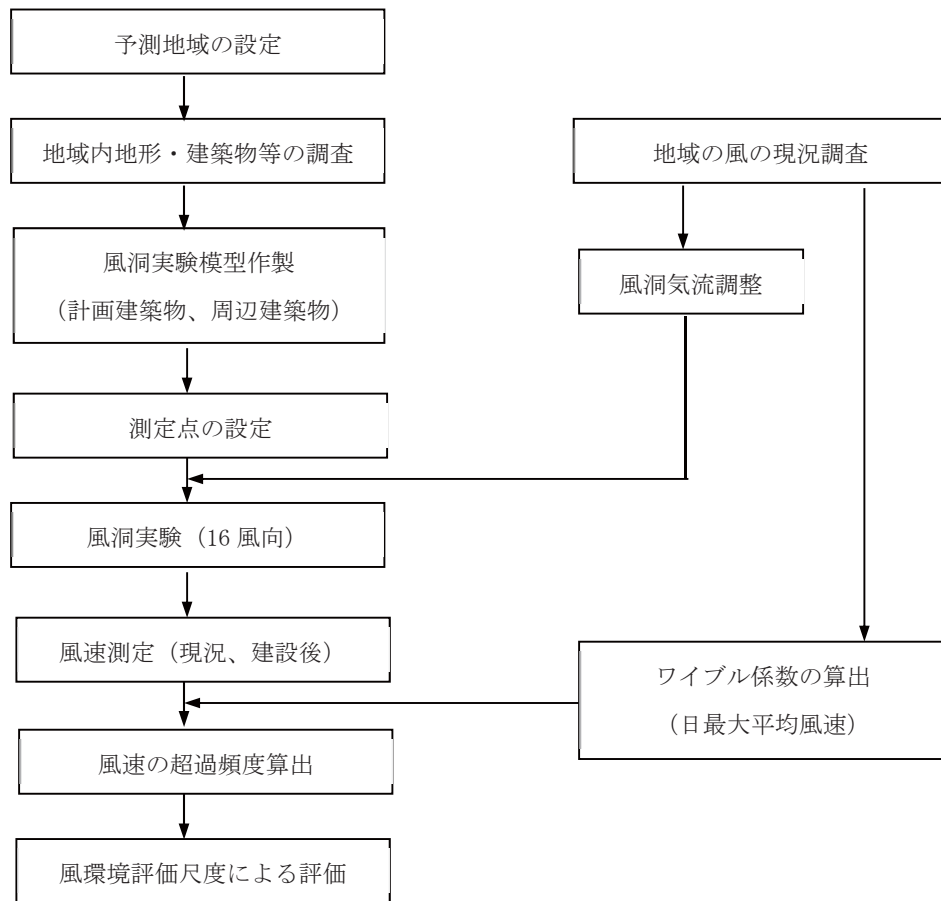 予測地域の設定
地域内地形・建築物等の調査
地域の風の現況調査
風洞実験模型作製
（計画建築物、周辺建築物）
風洞気流調整
測定点の設定
風洞実験（16 風向）
風速測定（現況、建設後）
ワイブル係数の算出
（日最大平均風速）
風速の超過頻度算出
風環境評価尺度による評価